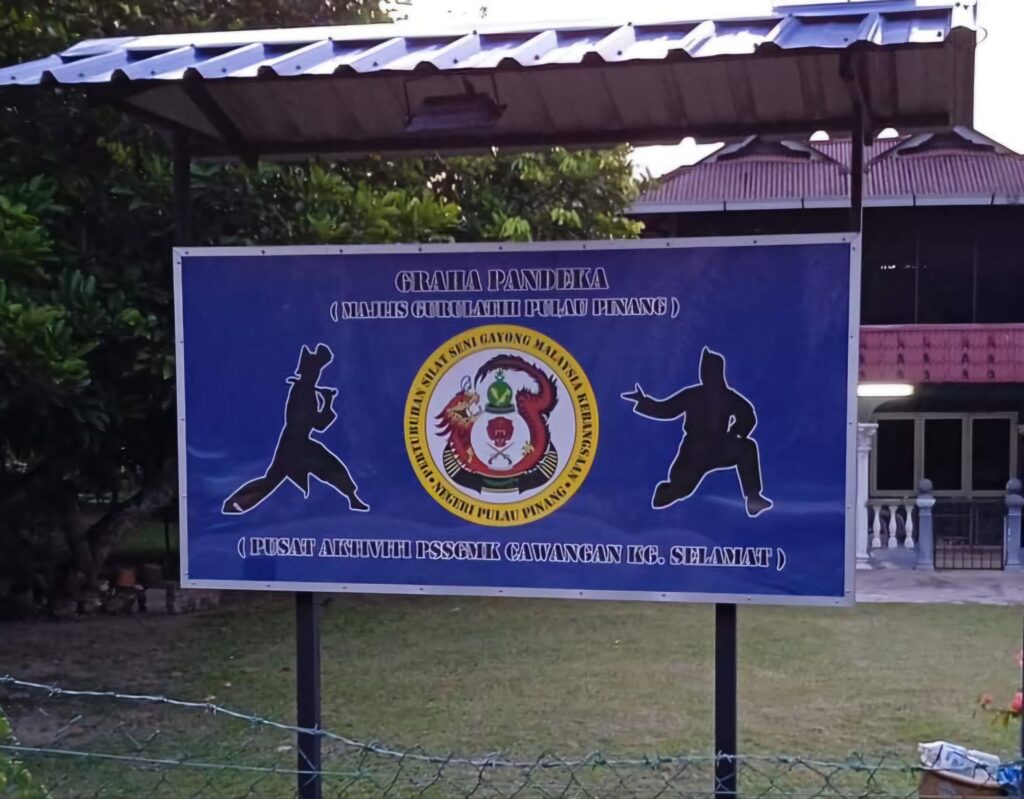 GRAHA PANDEKA
( MAJLIS GURULATIH PULAU PINANG )
PERTUBUHAN SILAT SENI GAYONG MALAYSIA KEBANGSAAN
• NEGERI PULAU PINANG •
( PUSAT AKTIVITI PSSGMK CAWANGAN KG. SELAMAT )